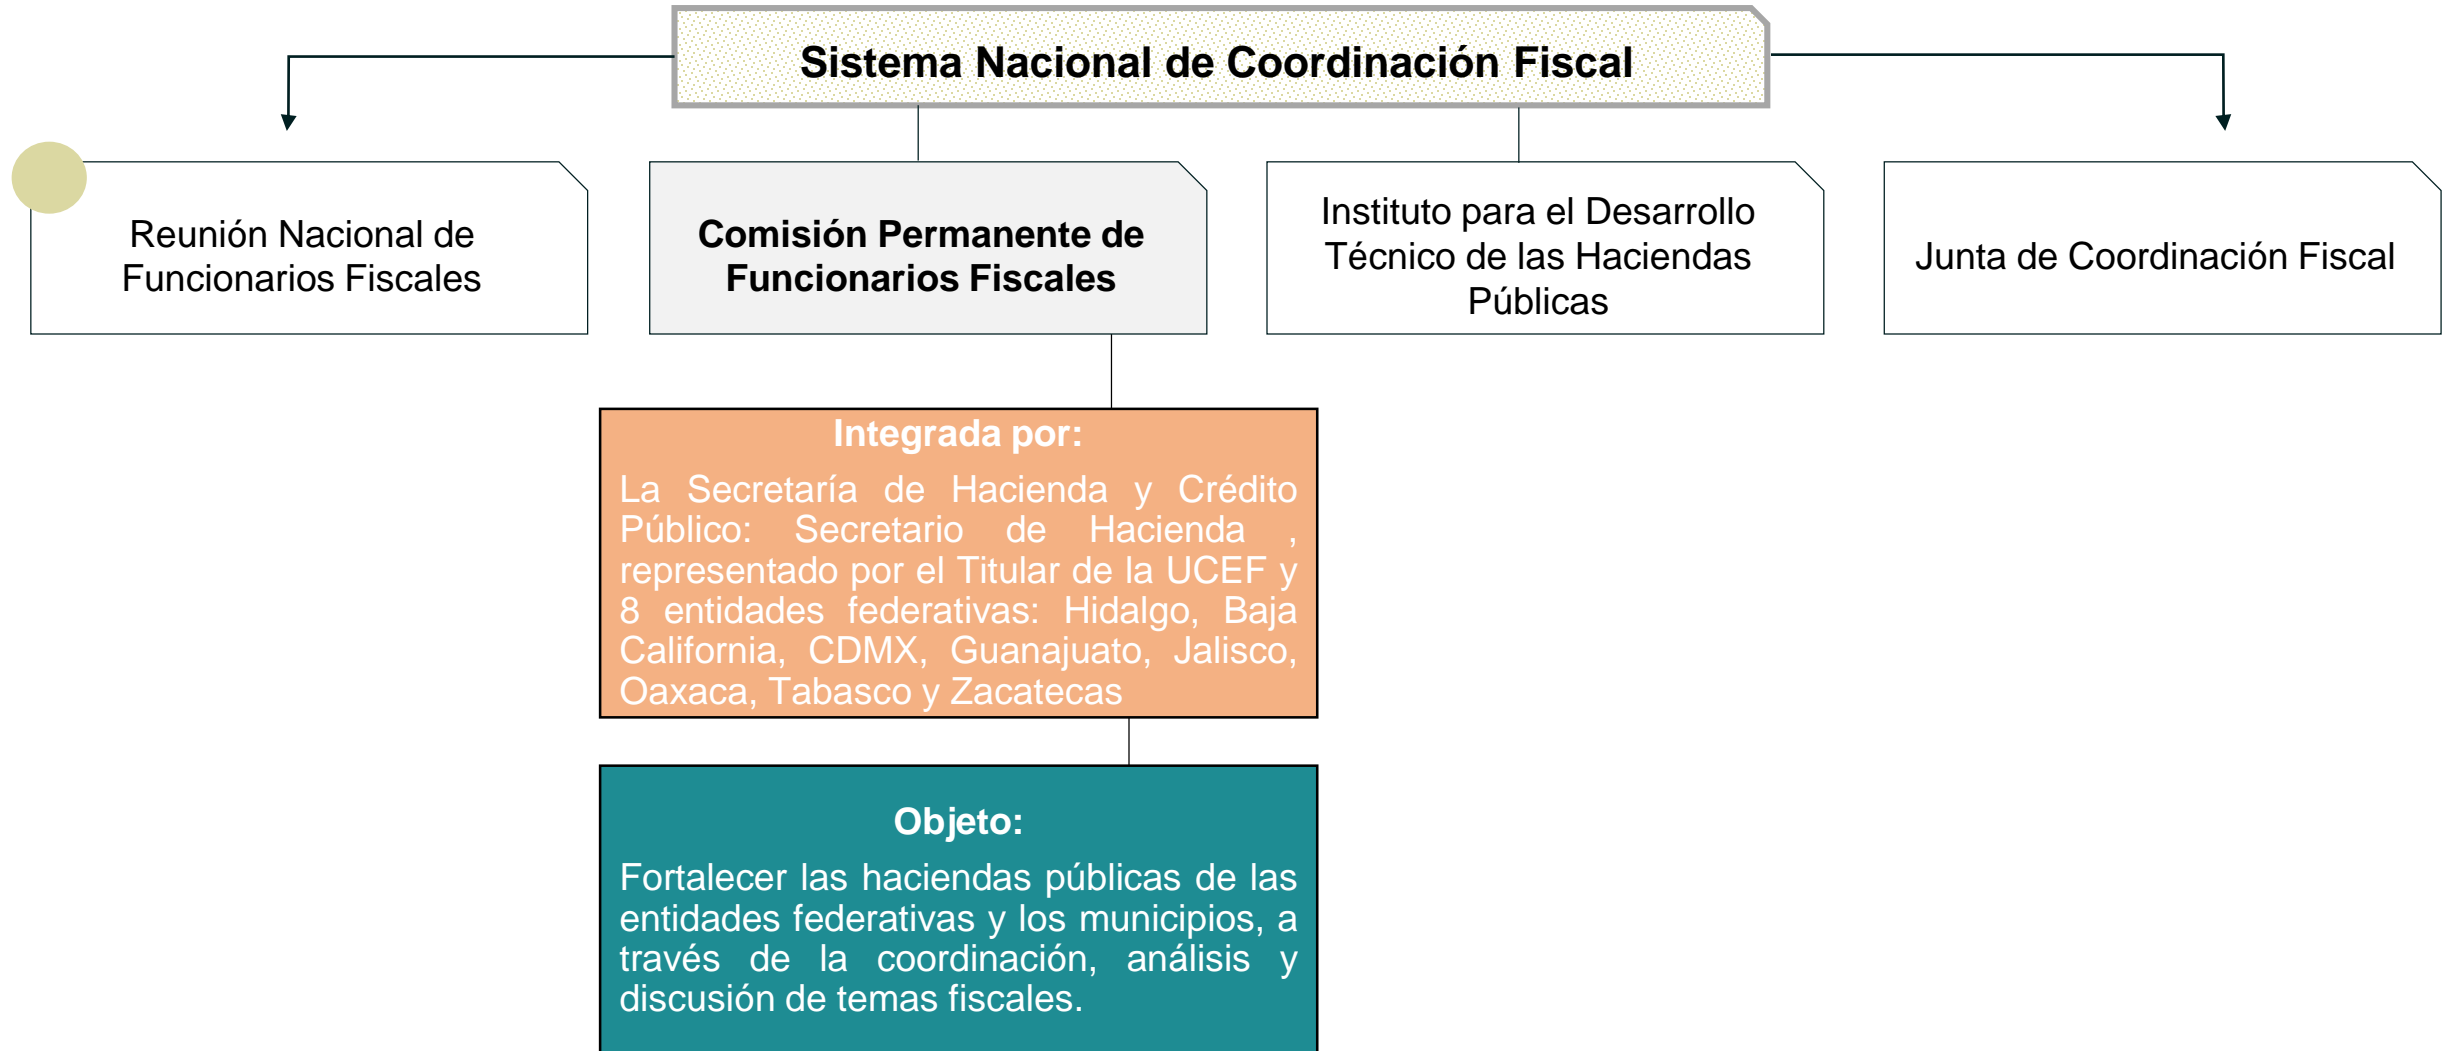 Sistema Nacional de Coordinación Fiscal
Reunión Nacional de
Funcionarios Fiscales
Comisión Permanente de
Funcionarios Fiscales
Instituto para el Desarrollo
Técnico de las Haciendas
Públicas
Junta de Coordinación Fiscal
Integrada por:
La Secretaría de Hacienda y Crédito
Público: Secretario de Hacienda ,
representado por el Titular de la UCEF y
8 entidades federativas: Hidalgo, Baja
California, CDMX, Guanajuato, Jalisco,
Oaxaca, Tabasco y Zacatecas
Objeto:
Fortalecer las haciendas públicas de las
entidades federativas y los municipios, a
través de la coordinación, análisis y
discusión de temas fiscales.